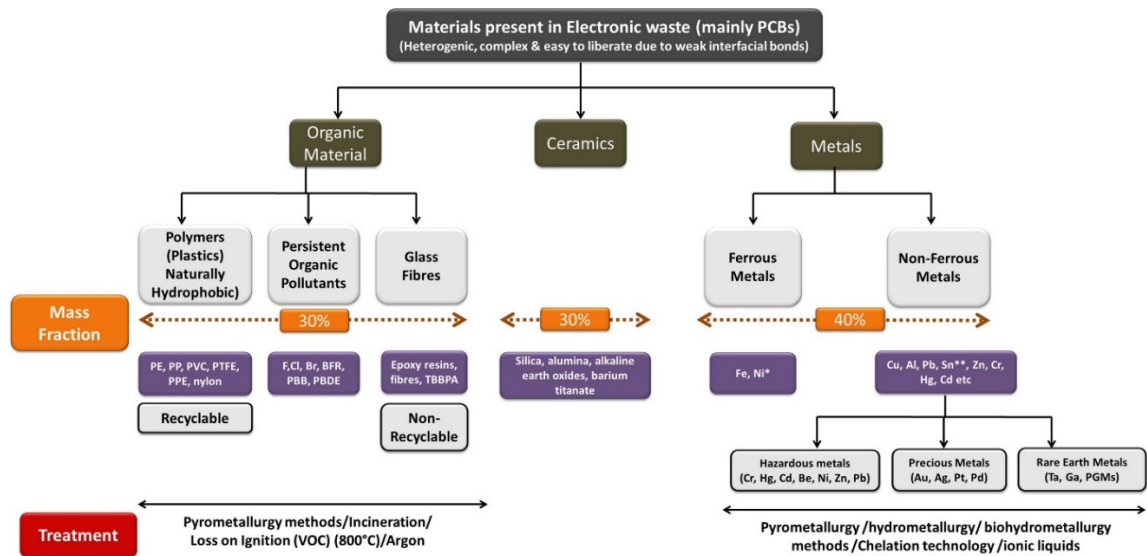 Materials present in Electronic waste (mainly PCBs)
(Heterogenic, complex & easy to liberate due to weak interfacial bonds)
Organic
Material
Ceramics
Metals
Polymers
(Plastics)
Naturally
Hydrophobic)
Persistent
Organic
Pollutants
Glass
Fibres
Ferrous
Metals
Non-Ferrous
Metals
Mass
Fraction
30%
30%
40%
PE, PP, PVC, PTFE,
PPE, nylon
F,Cl, Br, BFR,
PBB, PBDE
Epoxy resins,
fibres, TBBPA
Silica, alumina, alkaline
earth oxides, barium
titanate
Fe, Ni*
Cu, Al, Pb, Sn**, Zn, Cr,
Hg, Cd etc
Recyclable
Non-
Recyclable
Hazardous metals
(Cr, Hg, Cd, Be, Ni, Zn, Pb)
Precious Metals
(Au, Ag, Pt, Pd)
Rare Earth Metals
(Ta, Ga, PGMs)
Treatment
Pyrometallurgy methods/Incineration/
Loss on Ignition (VOC) (800°C)/Argon
Pyrometallurgy /hydrometallurgy/ biohydrometallurgy
methods /Chelation technology /ionic liquids